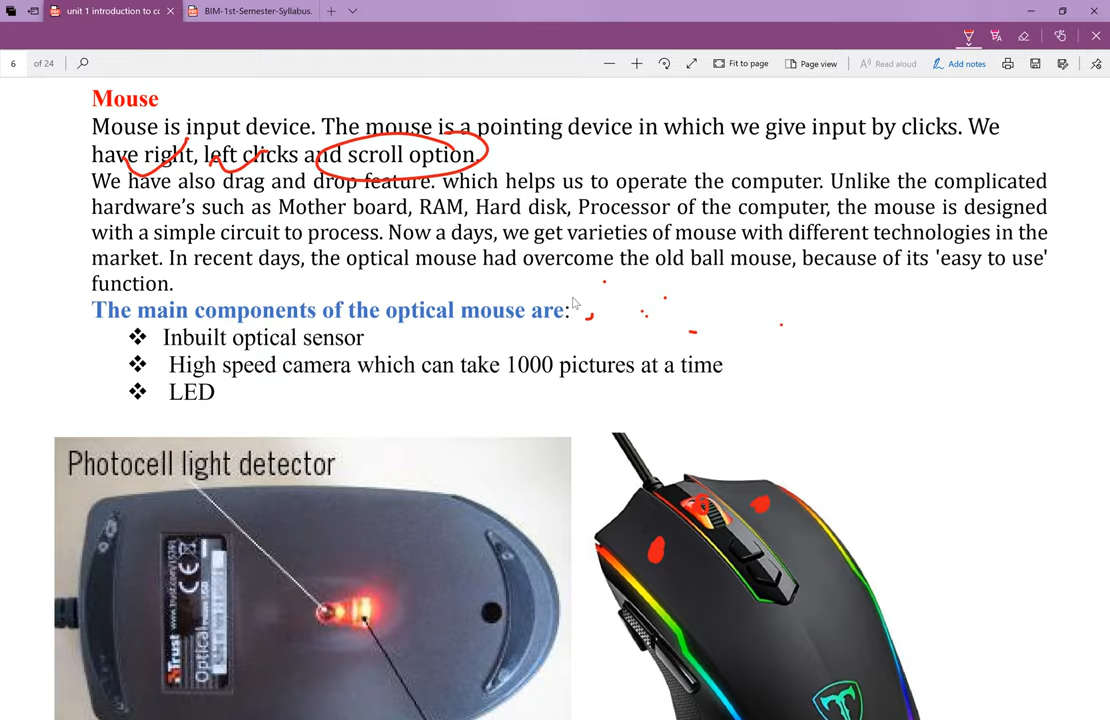 unit 1 introduction to cc
BIM-1st-Semester-Syllabus.
6 of 24
Fit to page
Page view
Read aloud
Add notes
Mouse
Mouse is input device. The mouse is a pointing device in which we give input by clicks. We
have right, left clicks and scroll option.
We have also drag and drop feature. which helps us to operate the computer. Unlike the complicated
hardware's such as Mother board, RAM, Hard disk, Processor of the computer, the mouse is designed
with a simple circuit to process. Now a days, we get varieties of mouse with different technologies in the
market. In recent days, the optical mouse had overcome the old ball mouse, because of its 'easy to use'
function.
The main components of the optical mouse are:
❖ Inbuilt optical sensor
❖ High speed camera which can take 1000 pictures at a time
❖ LED
Photocell light detector
Trust
Optical
CE